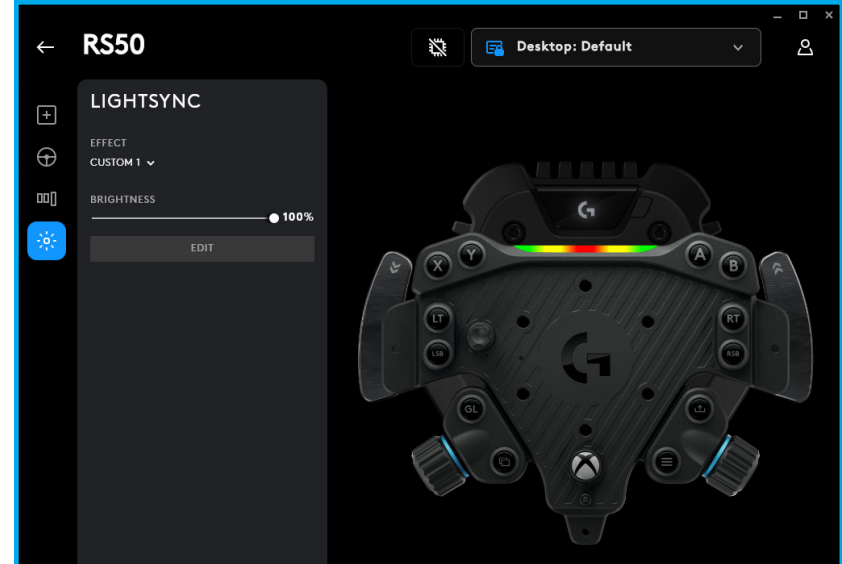 RS50
Desktop: Default
LIGHTSYNC
EFFECT
CUSTOM 1
BRIGHTNESS
100%
EDIT
X
Y
A
B
LT
RT
LSB
RSB
GL